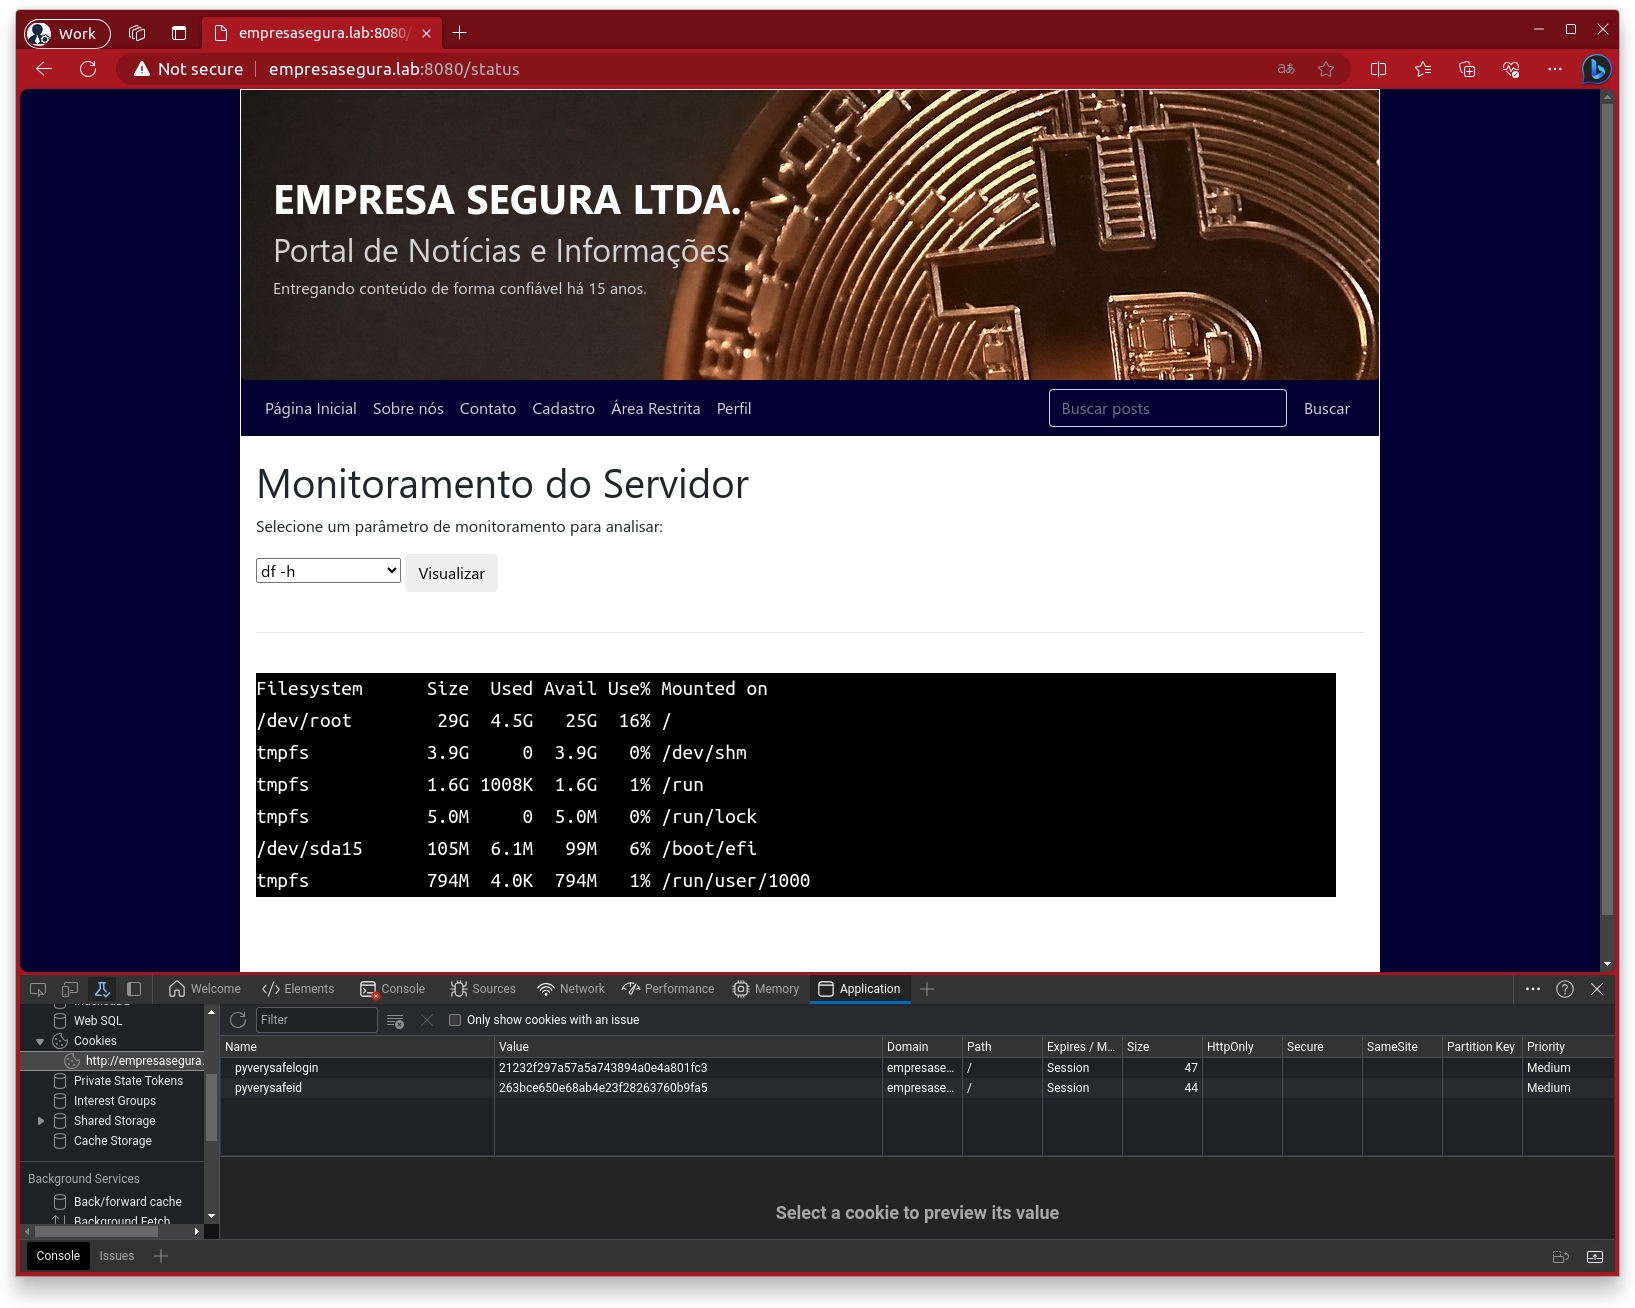 Work
empresasegura.lab:8080/
Not secure
empresasegura.lab:8080/status
EMPRESA SEGURA LTDA.
Portal de Notícias e Informações
Entregando conteúdo de forma confiável há 15 anos.
Página Inicial Sobre nós Contato Cadastro Área Restrita Perfil Buscar posts Buscar
Monitoramento do Servidor
Selecione um parâmetro de monitoramento para analisar:
df -h Visualizar
Filesystem Size Used Avail Use% Mounted on
/dev/root 29G 4.5G 25G 16% /
tmpfs 3.9G 0 3.9G 0% /dev/shm
tmpfs 1.6G 1008K 1.6G 1% /run
tmpfs 5.0M 0 5.0M 0% /run/lock
/dev/sda15 105M 6.1M 99M 6% /boot/efi
tmpfs 794M 4.0K 794M 1% /run/user/1000
Welcome Elements Console Sources Network Performance Memory Application
Web SQL
Cookies
http://empresasegura.
Private State Tokens
Interest Groups
Shared Storage
Cache Storage
Background Services
Back/forward cache
Background Fetch
Filter Only show cookies with an issue
Name Value Domain Path Expires / M... Size HttpOnly Secure SameSite Partition Key Priority
pyverysafelogin 21232f297a57a5a743894a0e4a801fc3 empresase... / Session 47 Medium
pyverysafeid 263bce650e68ab4e23f28263760b9fa5 empresase... / Session 44 Medium
Select a cookie to preview its value
Console Issues